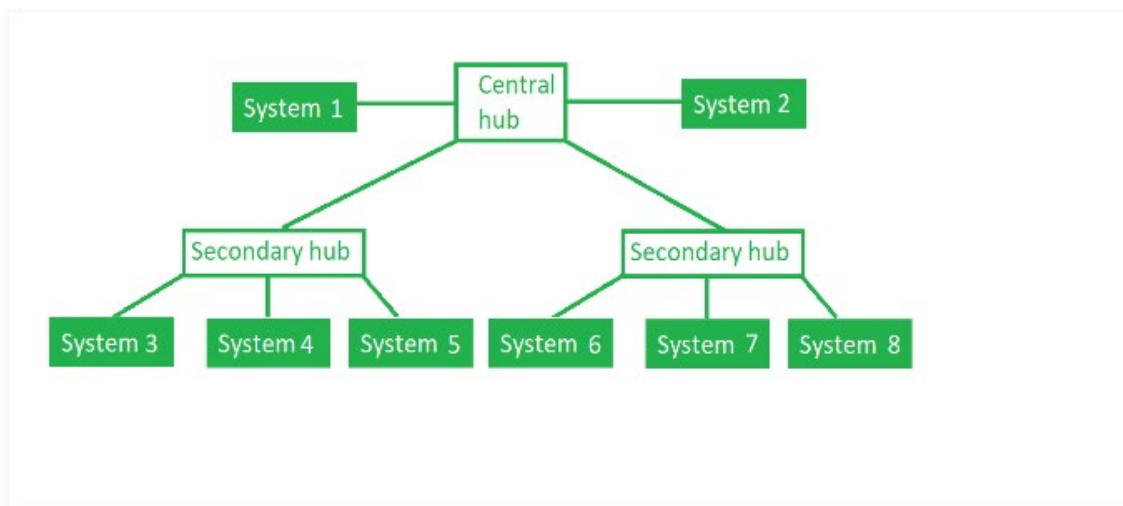 System 1
Central
hub
System 2
Secondary hub
Secondary hub
System 3
System 4
System 5
System 6
System 7
System 8